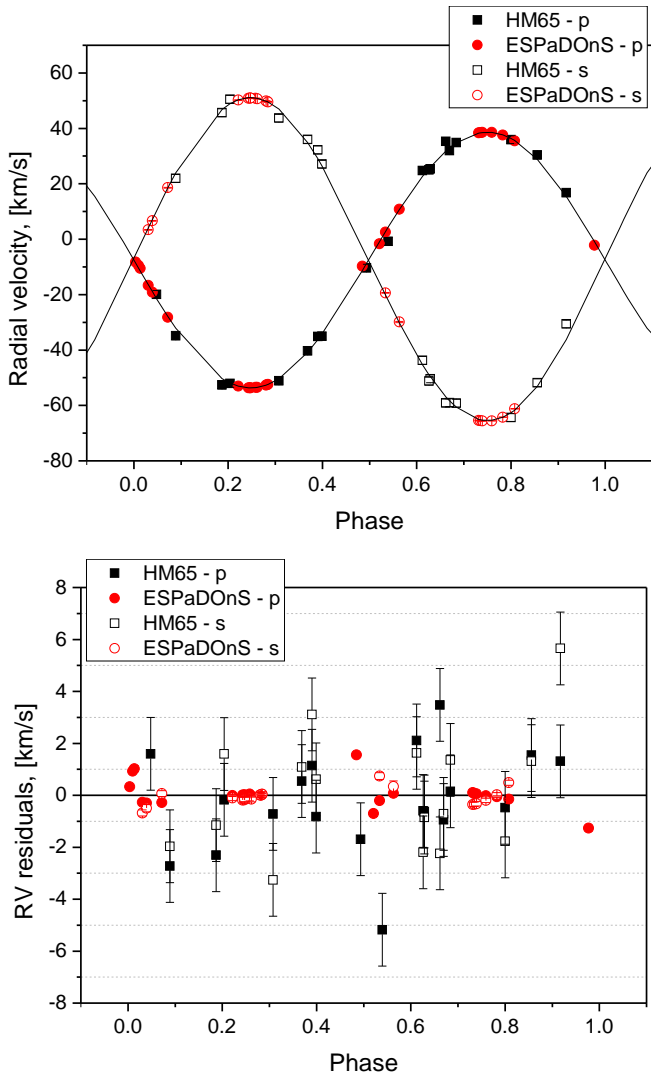 HM65 - p
ESPaDOnS - p
HM65 - s
ESPaDOnS - s
60
40
20
0
-20
-40
-60
-80
Radial velocity, [km/s]
0.0 0.2 0.4 0.6 0.8 1.0
Phase
HM65 - p
ESPaDOnS - p
HM65 - s
ESPaDOnS - s
8
6
4
2
0
-2
-4
-6
-8
RV residuals, [km/s]
0.0 0.2 0.4 0.6 0.8 1.0
Phase